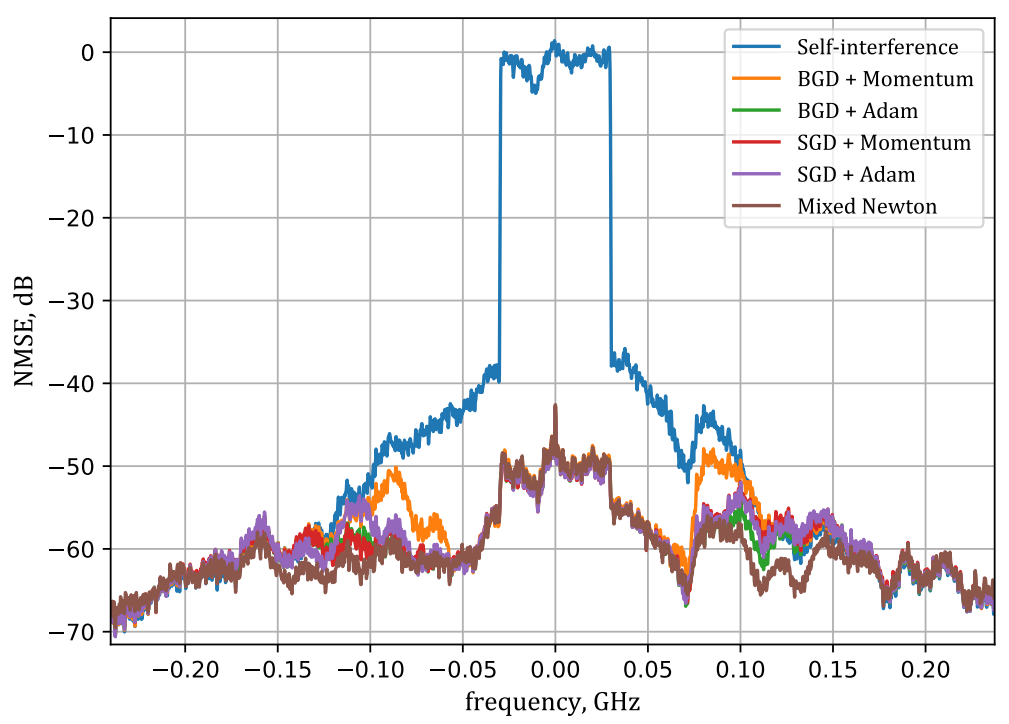 NMSE, dB
0
−10
−20
−30
−40
−50
−60
−70
Self-interference
BGD + Momentum
BGD + Adam
SGD + Momentum
SGD + Adam
Mixed Newton
−0.20 −0.15 −0.10 −0.05 0.00 0.05 0.10 0.15 0.20
frequency, GHz